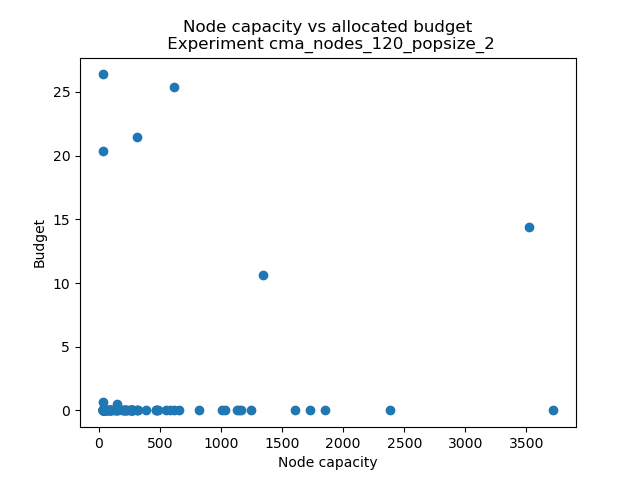 Node capacity vs allocated budget
Experiment cma_nodes_120_popsize_2
25
20
15
10
5
0
Budget
0 500 1000 1500 2000 2500 3000 3500
Node capacity